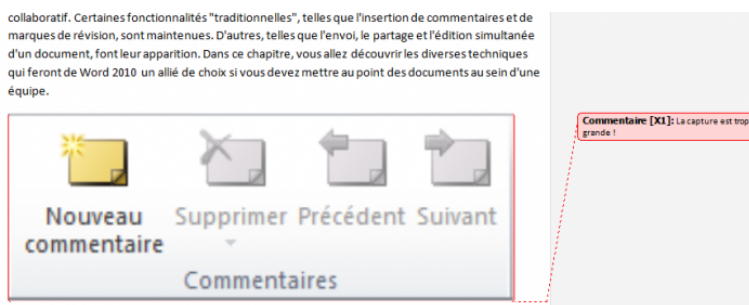 collaboratif. Certaines fonctionnalités "traditionnelles", telles que l'insertion de commentaires et de
marques de révision, sont maintenues. D'autres, telles que l'envoi, le partage et l'édition simultanée
d'un document, font leur apparition. Dans ce chapitre, vous allez découvrir les diverses techniques
qui feront de Word 2010 un allié de choix si vous devez mettre au point des documents au sein d'une
équipe.
Commentaire [X1]: La capture est trop
grande !
Nouveau commentaire
Supprimer
Précédent
Suivant
Commentaires